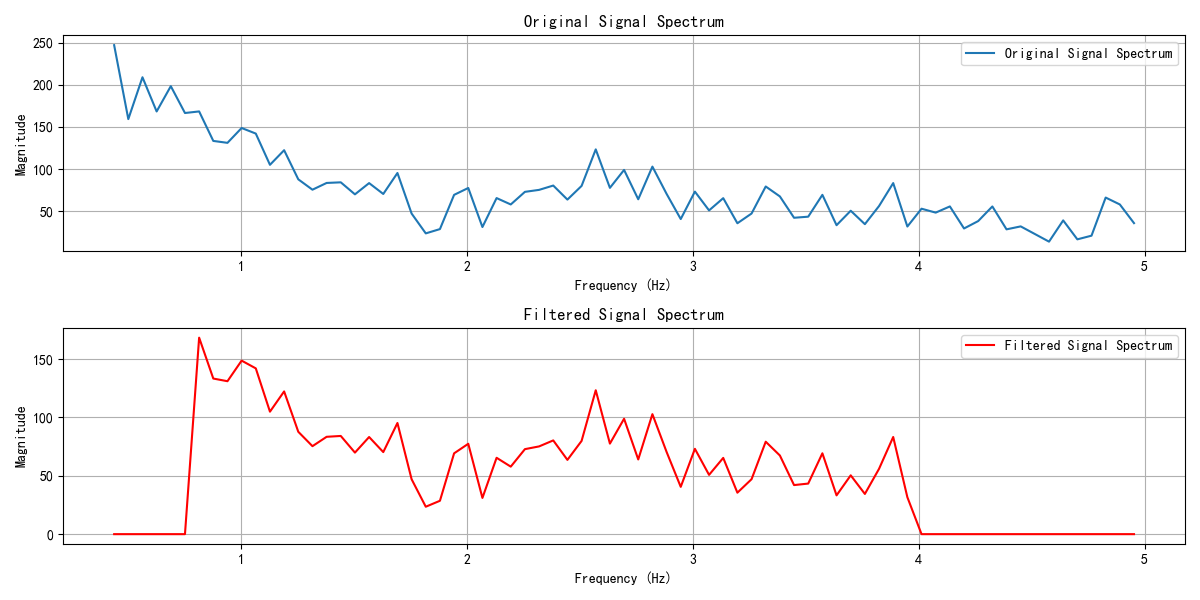 Original Signal Spectrum
250
200
150
100
50
Magnitude
Original Signal Spectrum
1
2
3
4
5
Frequency (Hz)
Filtered Signal Spectrum
150
100
50
0
Magnitude
Filtered Signal Spectrum
1
2
3
4
5
Frequency (Hz)